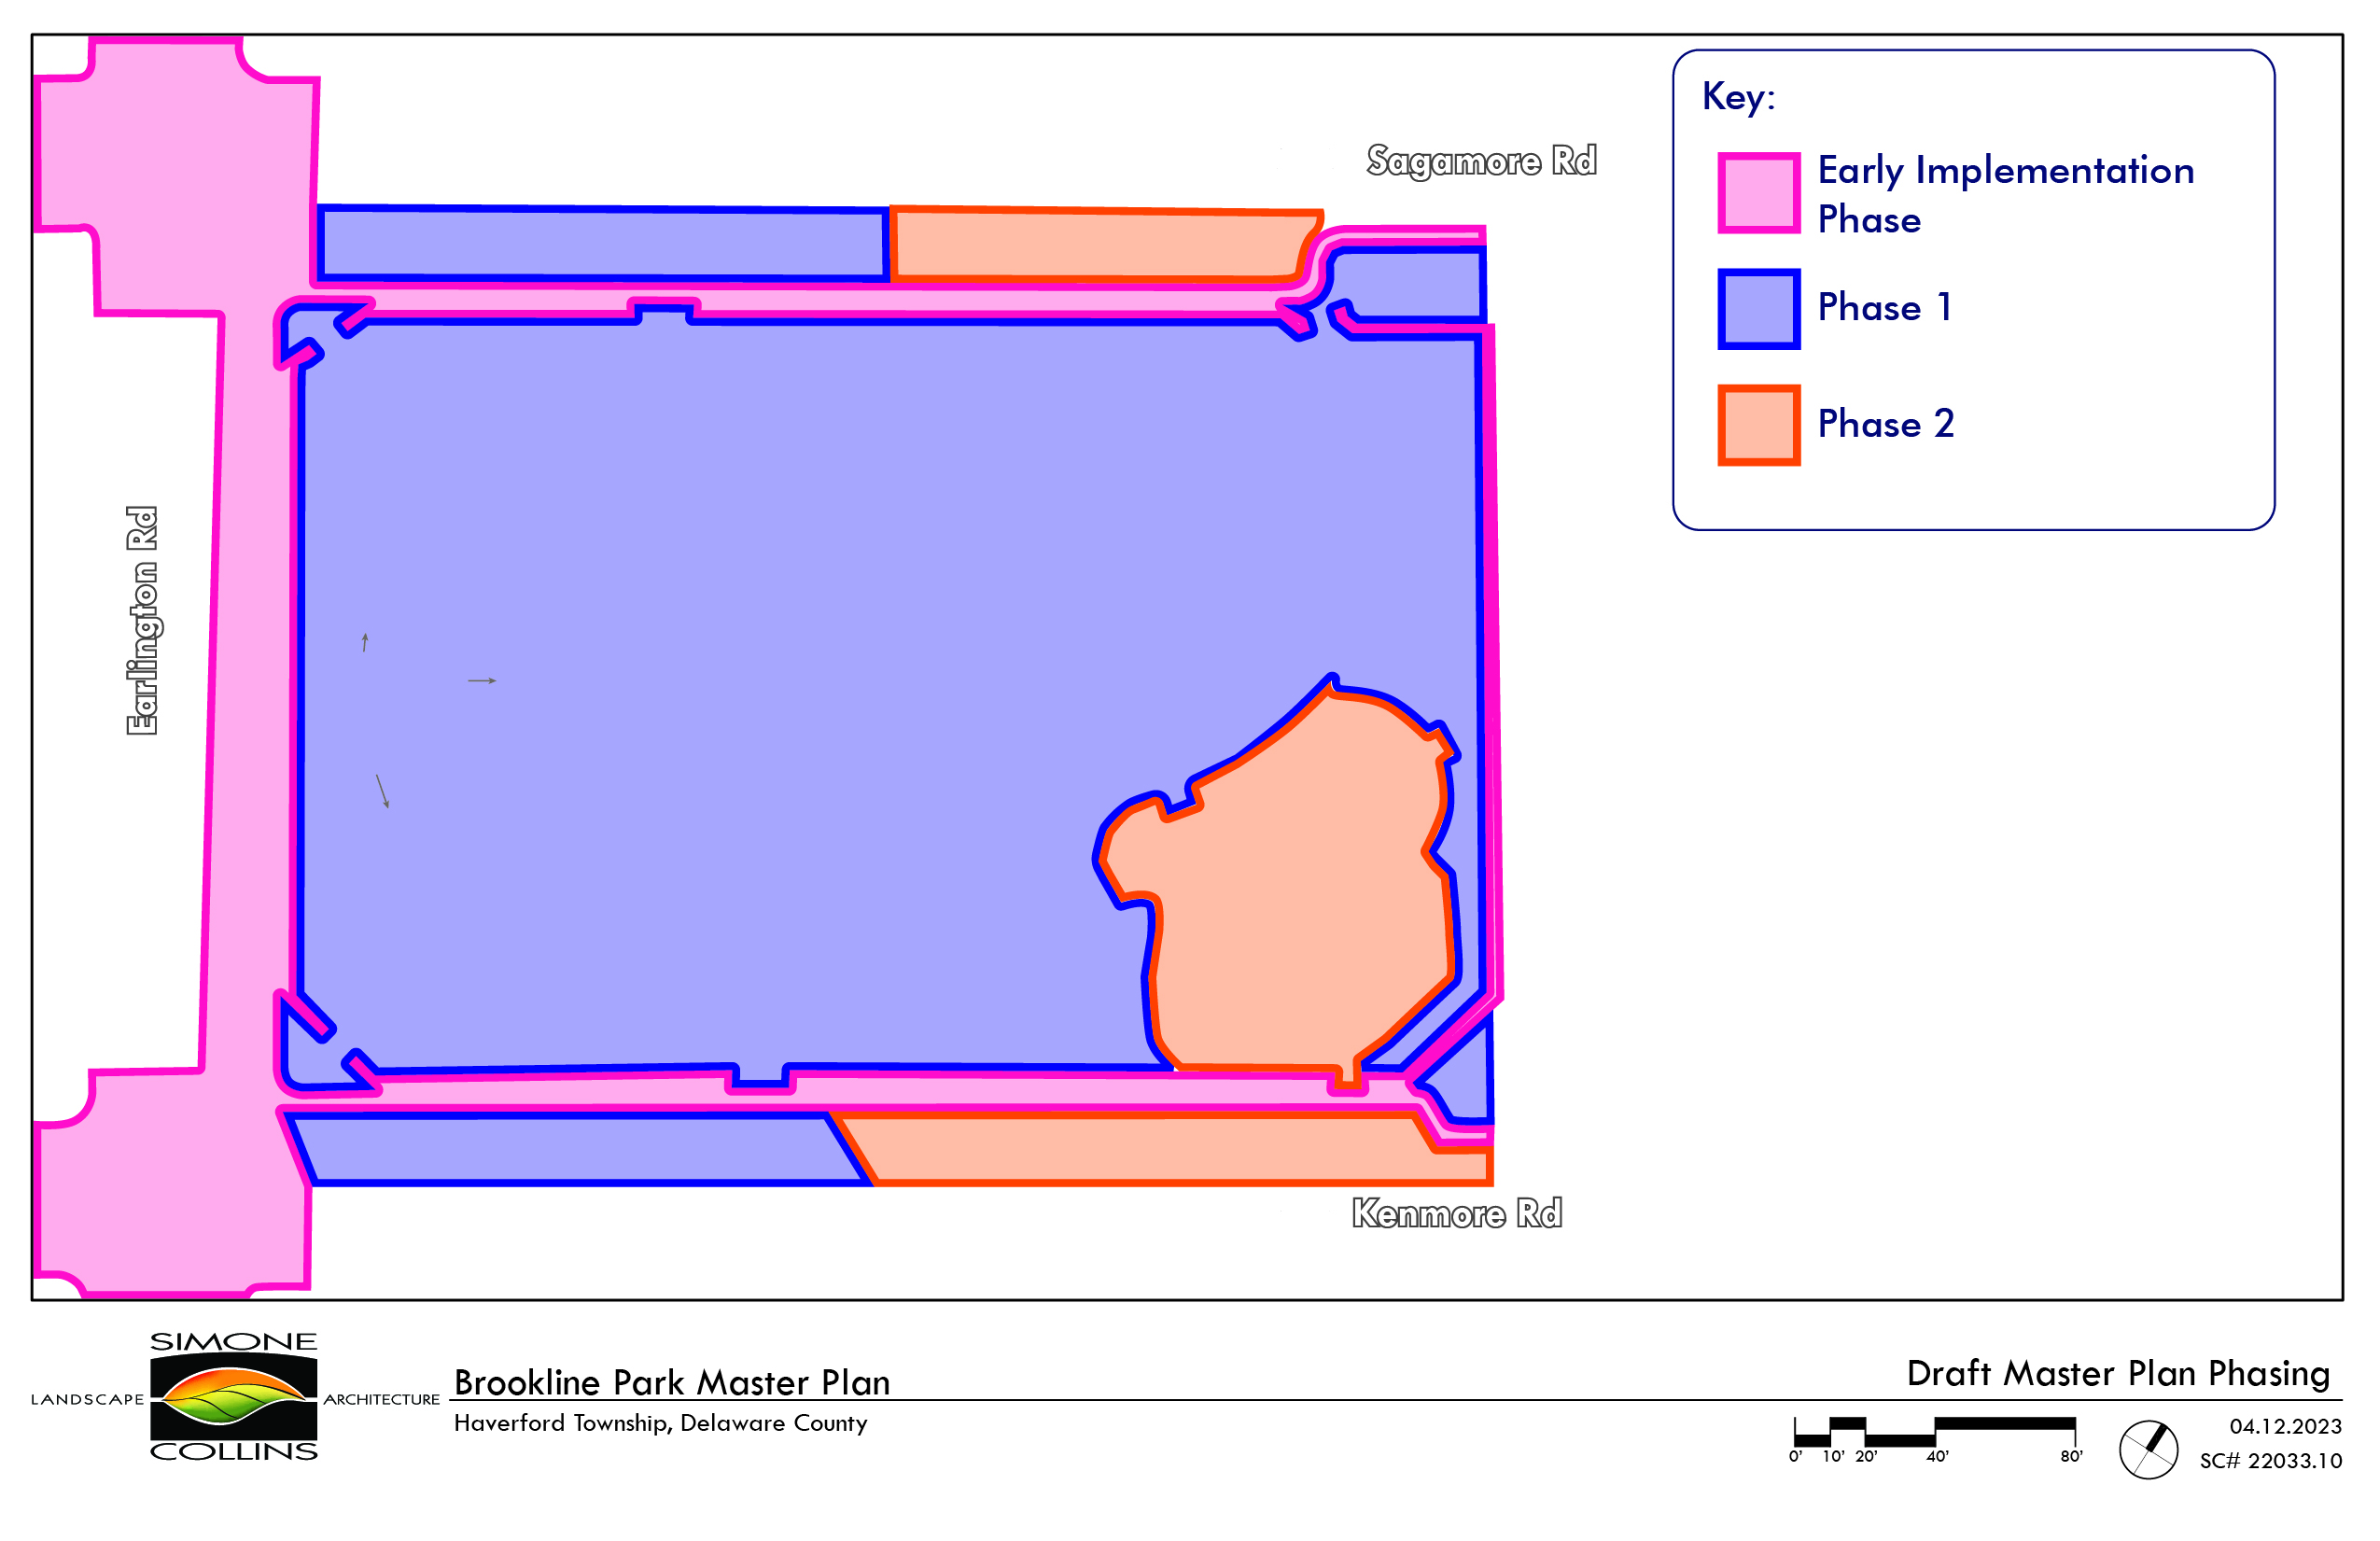 Key:
Early Implementation
Phase
Phase 1
Phase 2
Sagamore Rd
Earlington Rd
Kenmore Rd
SIMONE
LANDSCAPE ARCHITECTURE
COLLINS
Brookline Park Master Plan
Haverford Township, Delaware County
Draft Master Plan Phasing
0' 10' 20' 40' 80'
04.12.2023
SC# 22033.10